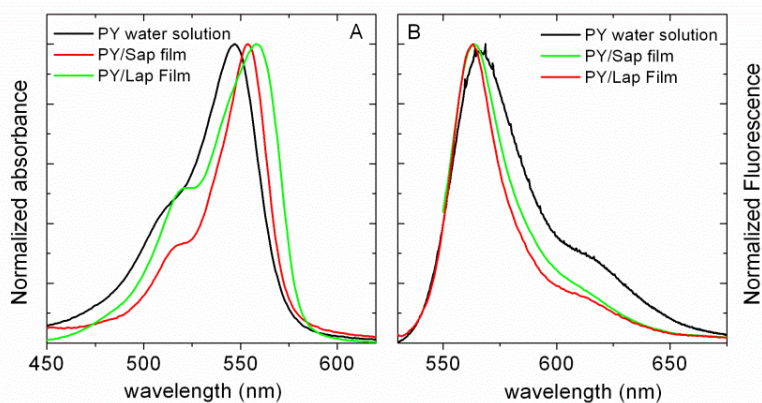 Normalized absorbance
A
PY water solution
PY/Sap film
PY/Lap Film
450 500 550 600
wavelength (nm)
B
PY water solution
PY/Sap film
PY/Lap Film
550 600 650
wavelength (nm)
Normalized Fluorescence